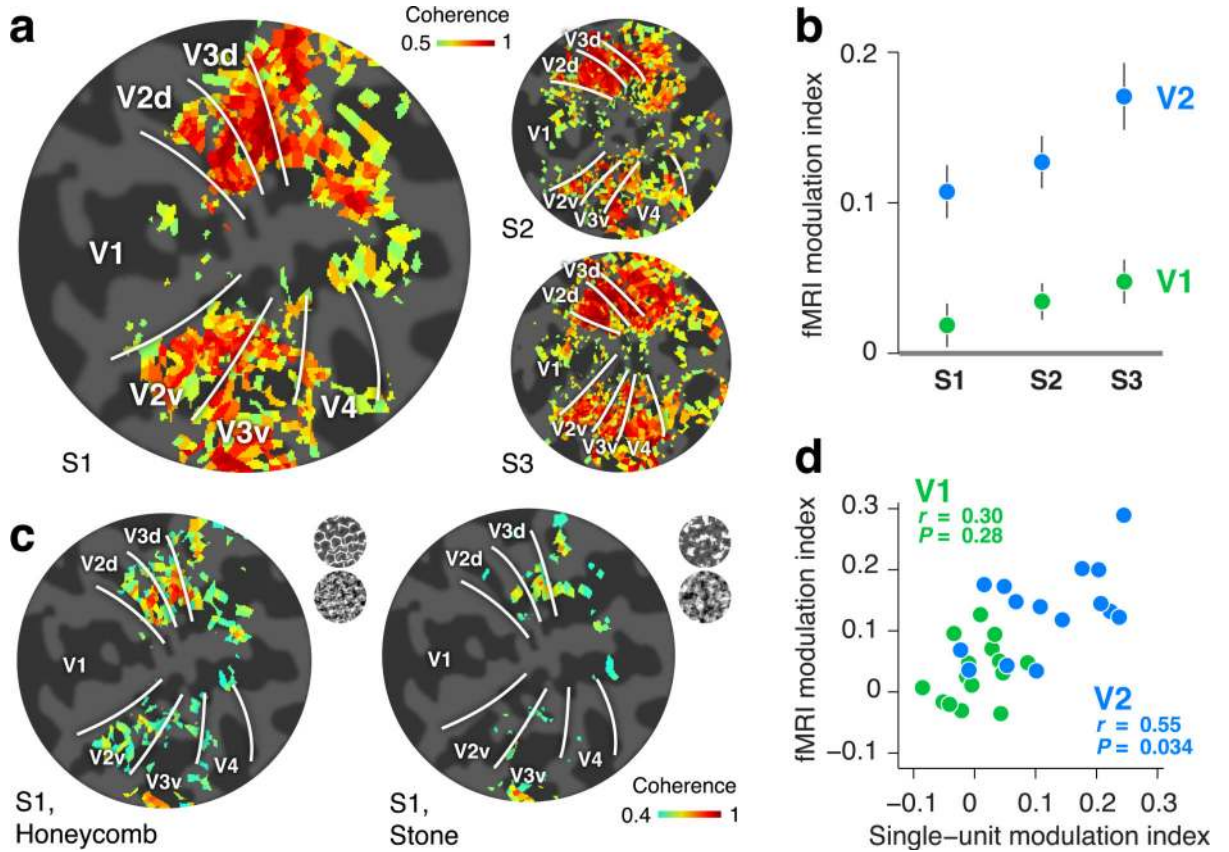 a
Coherence
0.5 1
V3d
V2d
V1
V2v
V3v
V4
S1
V3d
V2d
V1
V2v
V3v
V4
S2
V3d
V2d
V1
V2v
V3v
V4
S3
b
fMRI modulation index
0.2
0.1
0
V2
V1
S1 S2 S3
c
V3d
V2d
V1
V2v
V3v
V4
S1,
Honeycomb
V3d
V2d
V1
V2v
V3v
V4
S1,
Stone
Coherence
0.4 1
d
fMRI modulation index
0.3
0.2
0.1
0
−0.1
V1
r = 0.30
P = 0.28
V2
r = 0.55
P = 0.034
−0.1 0 0.1 0.2 0.3
Single−unit modulation index